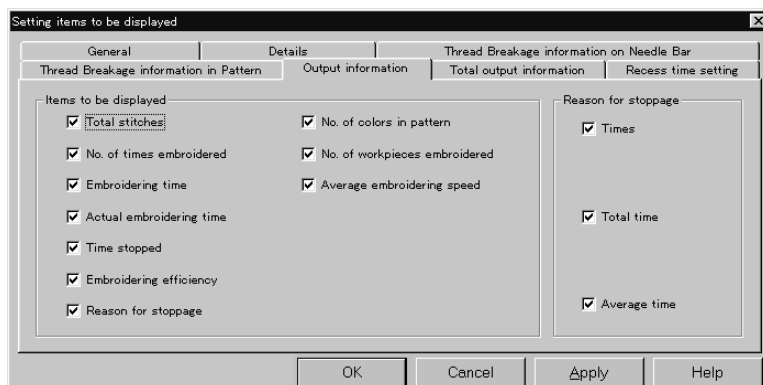 Setting items to be displayed
General
Details
Thread Breakage information on Needle Bar
Thread Breakage information in Pattern
Output information
Total output information
Recess time setting
Items to be displayed
Total stitches
No. of times embroidered
Embroidering time
Actual embroidering time
Time stopped
Embroidering efficiency
Reason for stoppage
No. of colors in pattern
No. of workpieces embroidered
Average embroidering speed
Reason for stoppage
Times
Total time
Average time
OK
Cancel
Apply
Help